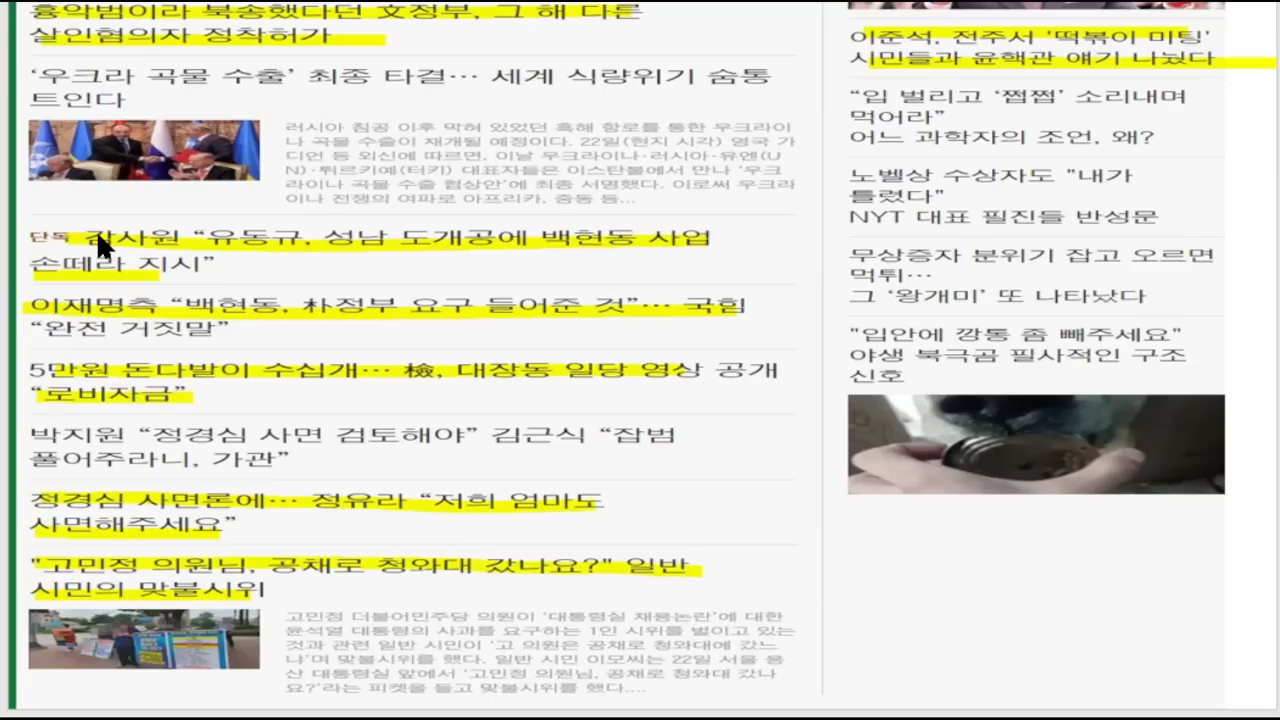 흉악범이라 북송했다던 文정부, 그 해 다른
살인혐의자 정착허가
‘우크라 곡물 수출’ 최종 타결… 세계 식량위기 숨통
트인다
러시아 침공 이후 막혀 있었던 흑해 항로를 통한 우크라이
나 곡물 수출이 재개될 예정이다. 22일(현지 시각) 영국 가
디언 등 외신에 따르면, 이날 우크라이나·러시아·유엔(U
N)·튀르키예(터키) 대표자들은 이스탄불에서 만나 ‘우크
라이나 곡물 수출 협상안’에 최종 서명했다. 이로써 우크라
이나 전쟁의 여파로 아프리카, 중동 등...
단독 감사원 “유동규, 성남 도개공에 백현동 사업
손떼라 지시”
이재명측 “백현동, 朴정부 요구 들어준 것”… 국힘
“완전 거짓말”
5만원 돈다발이 수십개… 檢, 대장동 일당 영상 공개
“로비자금”
박지원 “정경심 사면 검토해야” 김근식 “잡범
풀어주라니, 가관”
정경심 사면론에… 정유라 “저희 엄마도
사면해주세요”
"고민정 의원님, 공채로 청와대 갔나요?" 일반
시민의 맞불시위
고민정 더불어민주당 의원이 ‘대통령실 채용논란’에 대한
윤석열 대통령의 사과를 요구하는 1인 시위를 벌이고 있는
것과 관련 일반 시민이 ‘고 의원은 공채로 청와대에 갔느
냐’며 맞불시위를 했다. 일반 시민 이모씨는 22일 서울 용
산 대통령실 앞에서 ‘고민정 의원님, 공채로 청와대 갔나
요?’라는 피켓을 들고 맞불시위를 했다....
이준석, 전주서 '떡볶이 미팅'
시민들과 윤핵관 얘기 나눴다
“입 벌리고 ‘쩝쩝’ 소리내며
먹어라”
어느 과학자의 조언, 왜?
노벨상 수상자도 "내가
틀렸다"
NYT 대표 필진들 반성문
무상증자 분위기 잡고 오르면
먹튀…
그 ‘왕개미’ 또 나타났다
"입안에 깡통 좀 빼주세요"
야생 북극곰 필사적인 구조
신호